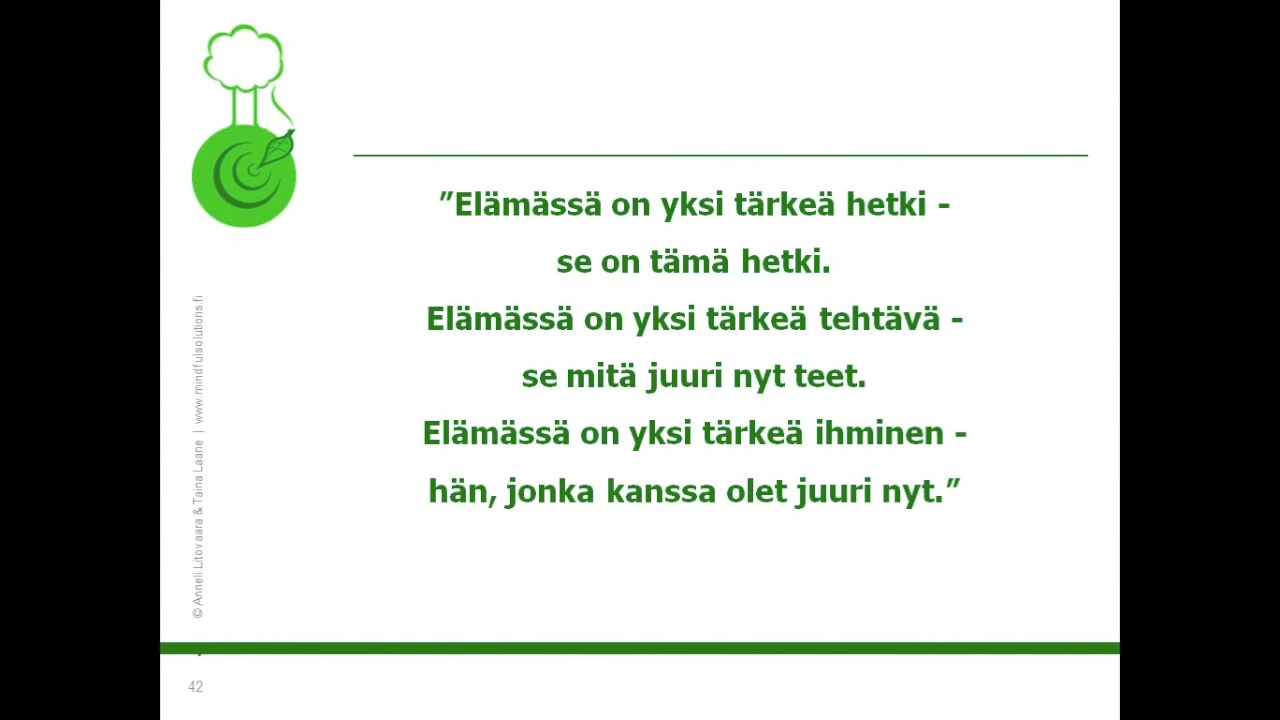 ”Elämässä on yksi tärkeä hetki -
se on tämä hetki.
Elämässä on yksi tärkeä tehtävä -
se mitä juuri nyt teet.
Elämässä on yksi tärkeä ihminen -
hän, jonka kanssa olet juuri nyt.”
© Anneli Litovaara & Taina Laane | www.mindfulsolutions.fi
42